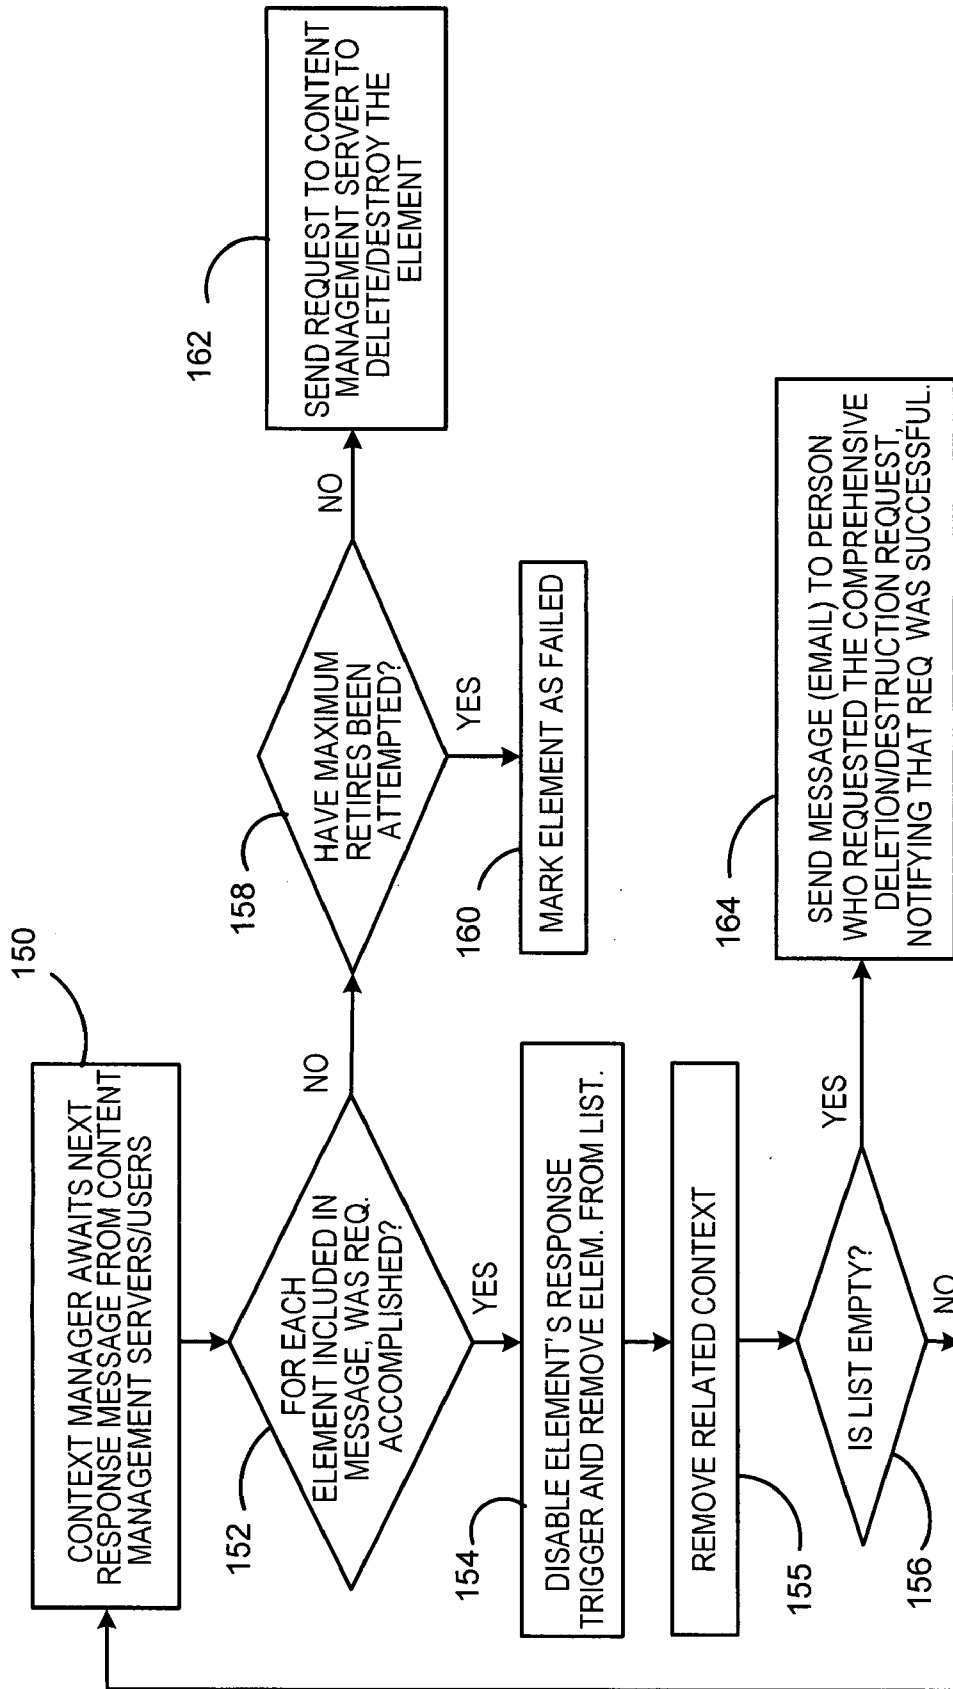 150
CONTEXT MANAGER AWAITS NEXT
RESPONSE MESSAGE FROM CONTENT
MANAGEMENT SERVERS/USERS
152
FOR EACH
ELEMENT INCLUDED IN
MESSAGE, WAS REQ.
ACCOMPLISHED?
NO
YES
158
HAVE MAXIMUM
RETIRES BEEN
ATTEMPTED?
NO
YES
162
SEND REQUEST TO CONTENT
MANAGEMENT SERVER TO
DELETE/DESTROY THE
ELEMENT
160
MARK ELEMENT AS FAILED
154
DISABLE ELEMENT'S RESPONSE
TRIGGER AND REMOVE ELEM. FROM LIST.
155
REMOVE RELATED CONTEXT
156
IS LIST EMPTY?
YES
NO
164
SEND MESSAGE (EMAIL) TO PERSON
WHO REQUESTED THE COMPREHENSIVE
DELETION/DESTRUCTION REQUEST,
NOTIFYING THAT REQ WAS SUCCESSFUL.